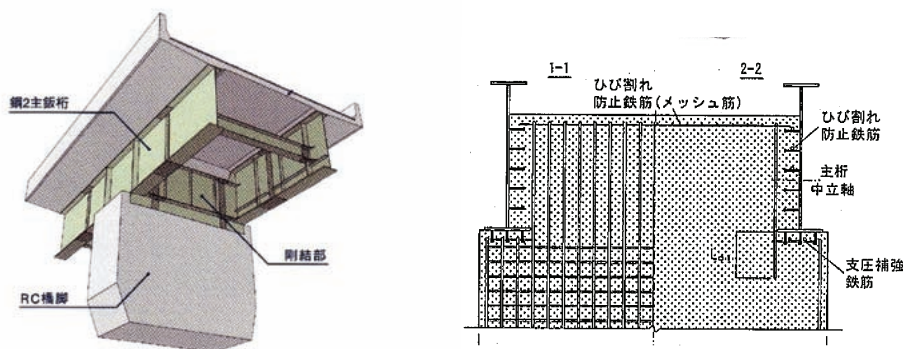 鋼2主鈑桁
剛結部
RC橋脚
1-1
2-2
ひび割れ
防止鉄筋(メッシュ筋)
ひび割れ
防止鉄筋
主桁
中立軸
支圧補強
鉄筋